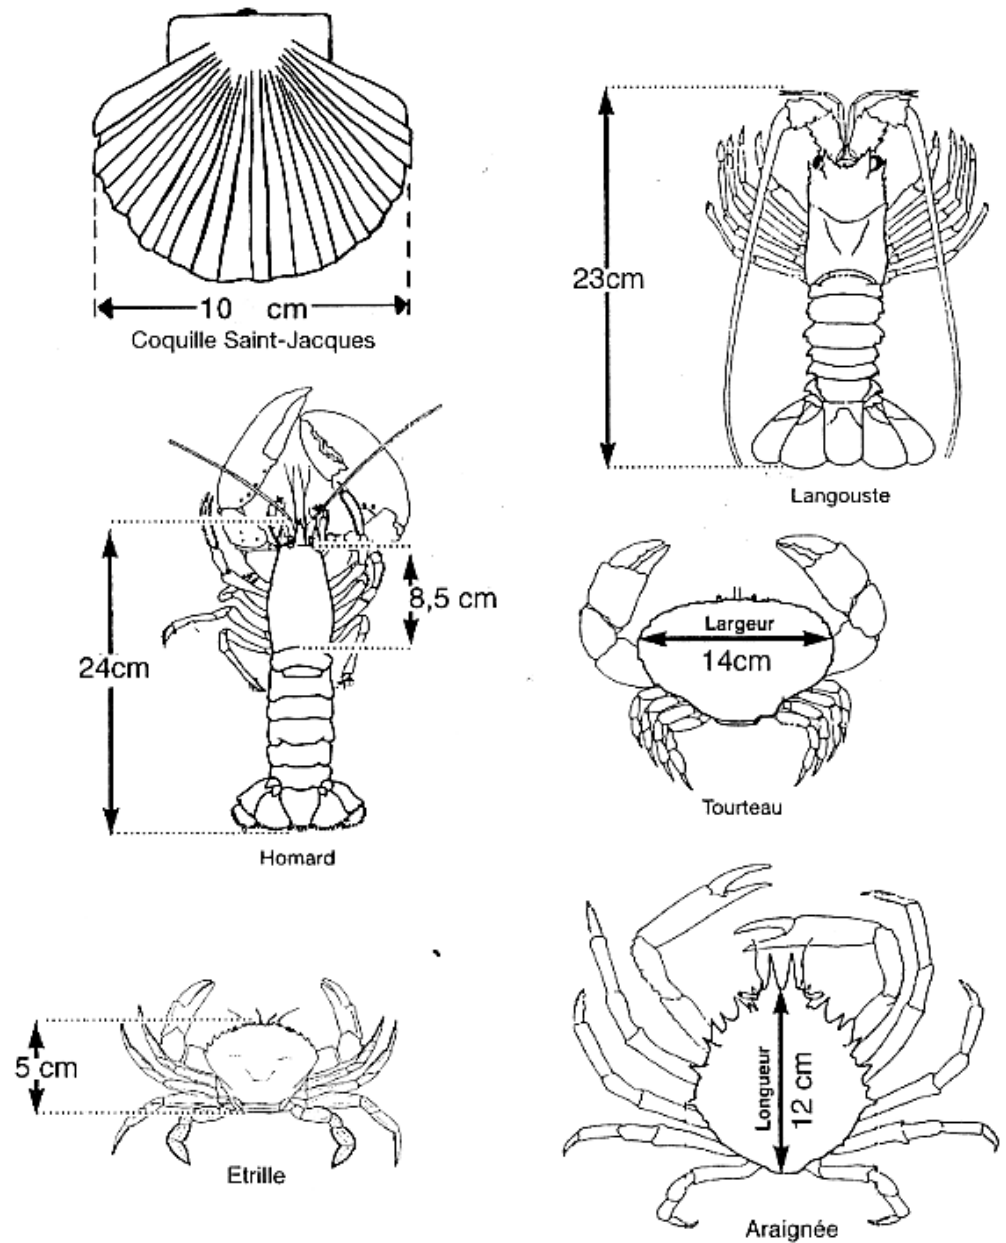 10 cm
Coquille Saint-Jacques
23cm
Langouste
8,5 cm
24cm
Homard
Largeur
14cm
Tourteau
5 cm
Etrille
Longueur
12 cm
Araignée